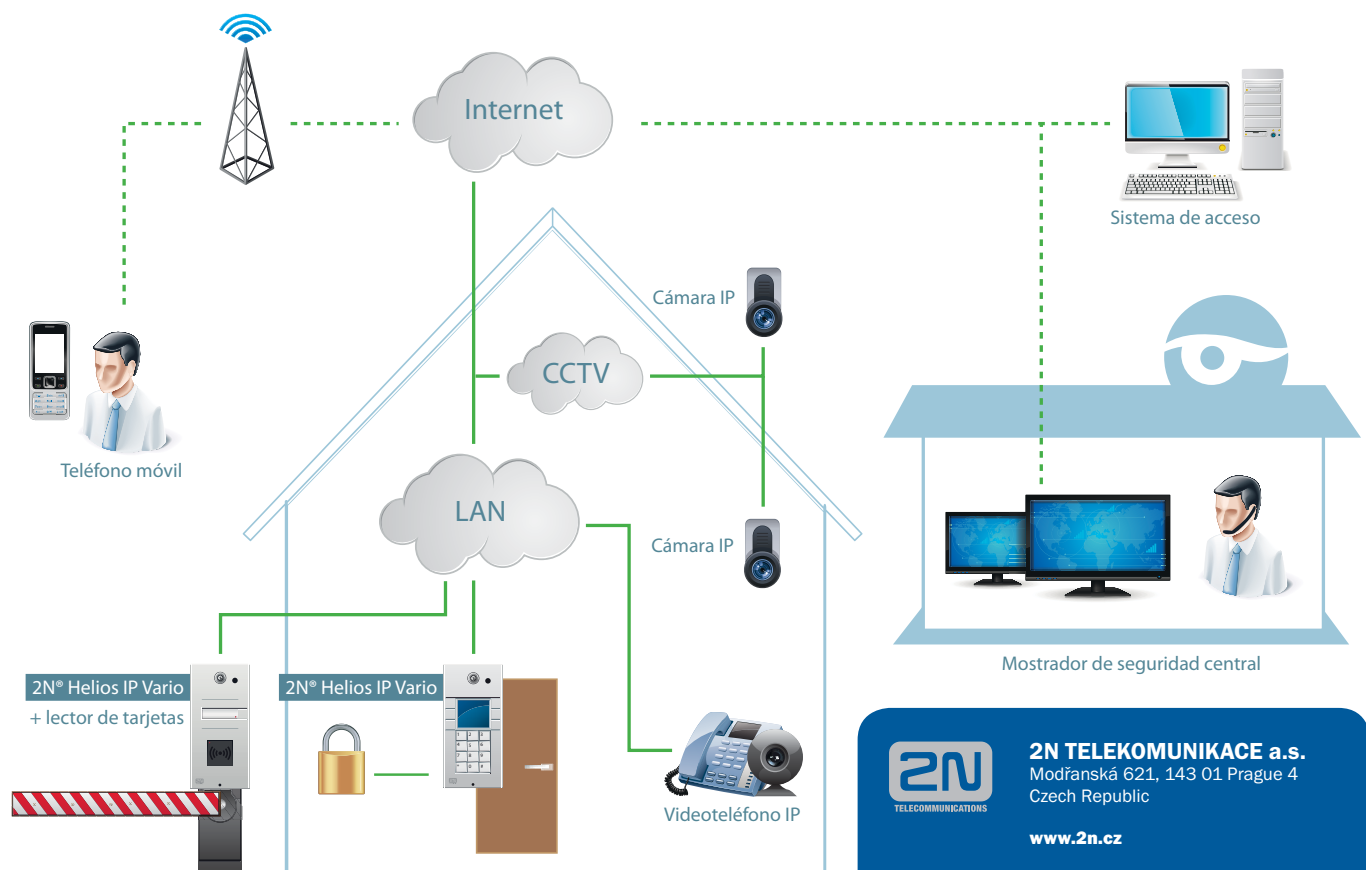 Internet
Sistema de acceso
Cámara IP
CCTV
Teléfono móvil
LAN
Cámara IP
Mostrador de seguridad central
2N® Helios IP Vario
+ lector de tarjetas
2N® Helios IP Vario
Videoteléfono IP
2N
TELECOMMUNICATIONS
2N TELEKOMUNIKACE a.s.
Modřanská 621, 143 01 Prague 4
Czech Republic
www.2n.cz